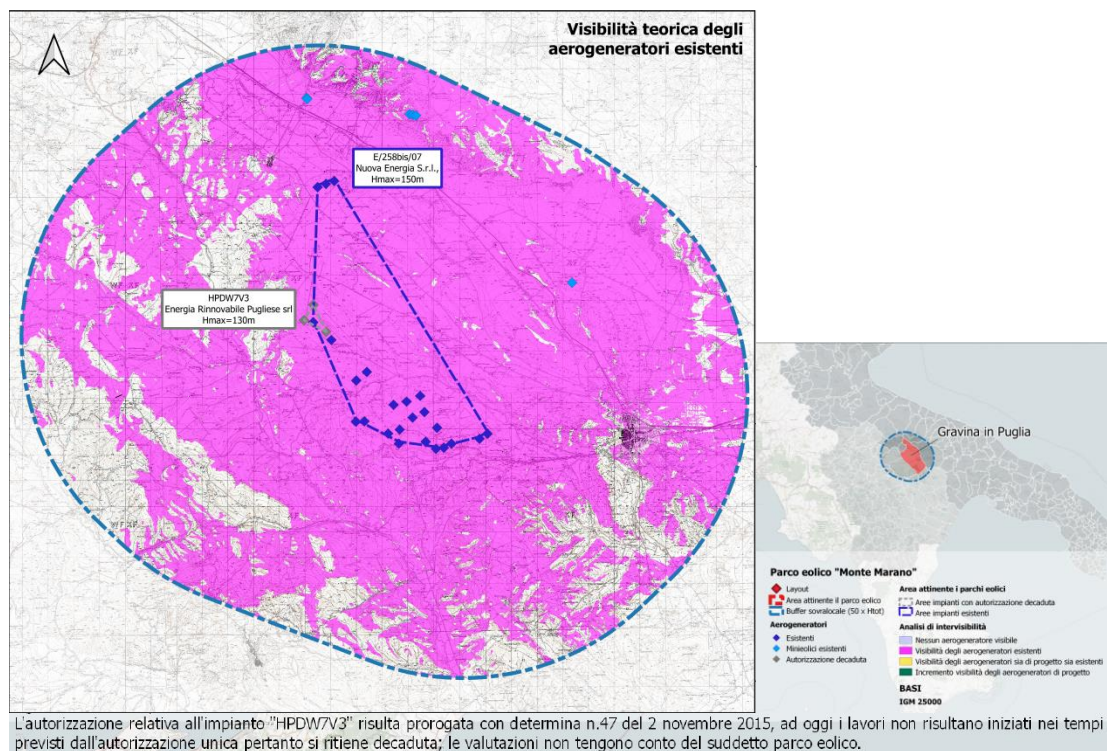 Visibilità teorica degli
aerogeneratori esistenti
E/258bis/07
Nuova Energia S.r.l.,
Hmax=150m
HPDW7V3
Energia Rinnovabile Pugliese srl
Hmax=130m
Gravina in Puglia
Parco eolico "Monte Marano"
Layout
Area attinente il parco eolico
Buffer sovralocale (50 x Htot)
Aerogeneratori
Esistenti
Minieolici esistenti
Autorizzazione decaduta
Area attinente i parchi eolici
Aree impianti con autorizzazione decaduta
Aree impianti esistenti
Analisi di intervisibilità
Nessun aerogeneratore visibile
Visibilità degli aerogeneratori esistenti
Visibilità degli aerogeneratori sia di progetto sia esistenti
Incremento visibilità degli aerogeneratori di progetto
BASI
IGM 25000
L'autorizzazione relativa all'impianto "HPDW7V3" risulta prorogata con determina n.47 del 2 novembre 2015, ad oggi i lavori non risultano iniziati nei tempi
previsti dall'autorizzazione unica pertanto si ritiene decaduta; le valutazioni non tengono conto del suddetto parco eolico.